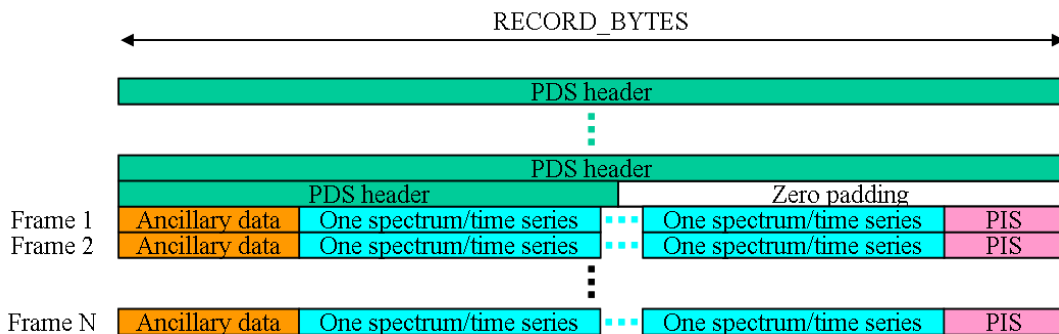 RECORD_BYTES
PDS header
PDS header
PDS header Zero padding
Frame 1 Ancillary data One spectrum/time series One spectrum/time series PIS
Frame 2 Ancillary data One spectrum/time series One spectrum/time series PIS
Frame N Ancillary data One spectrum/time series One spectrum/time series PIS